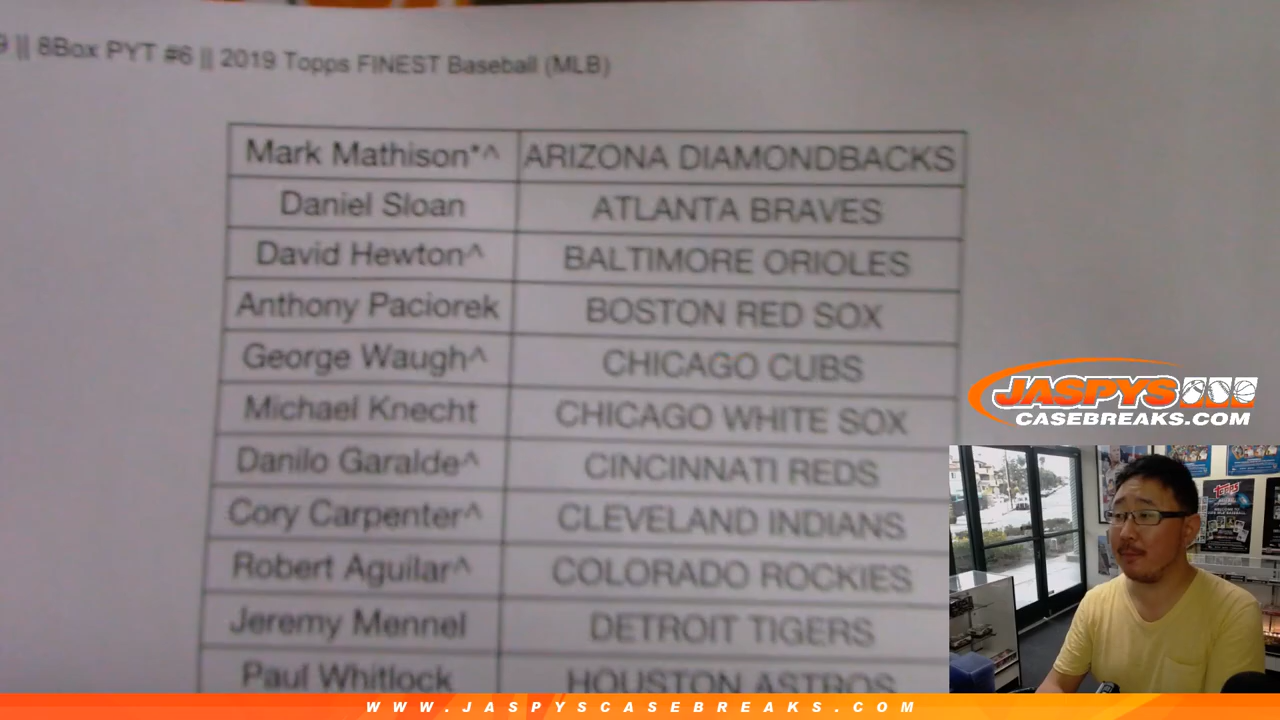 9 || 8Box PYT #6 || 2019 Topps FINEST Baseball (MLB)
Mark Mathison*^ ARIZONA DIAMONDBACKS
Daniel Sloan ATLANTA BRAVES
David Hewton^ BALTIMORE ORIOLES
Anthony Paciorek BOSTON RED SOX
George Waugh^ CHICAGO CUBS
Michael Knecht CHICAGO WHITE SOX
Danilo Garalde^ CINCINNATI REDS
Cory Carpenter^ CLEVELAND INDIANS
Robert Aguilar^ COLORADO ROCKIES
Jeremy Mennel DETROIT TIGERS
Paul Whitlock HOUSTON ASTROS
JASPYS
CASEBREAKS.COM
Topps
WWW.JASPYSCASEBREAKS.COM